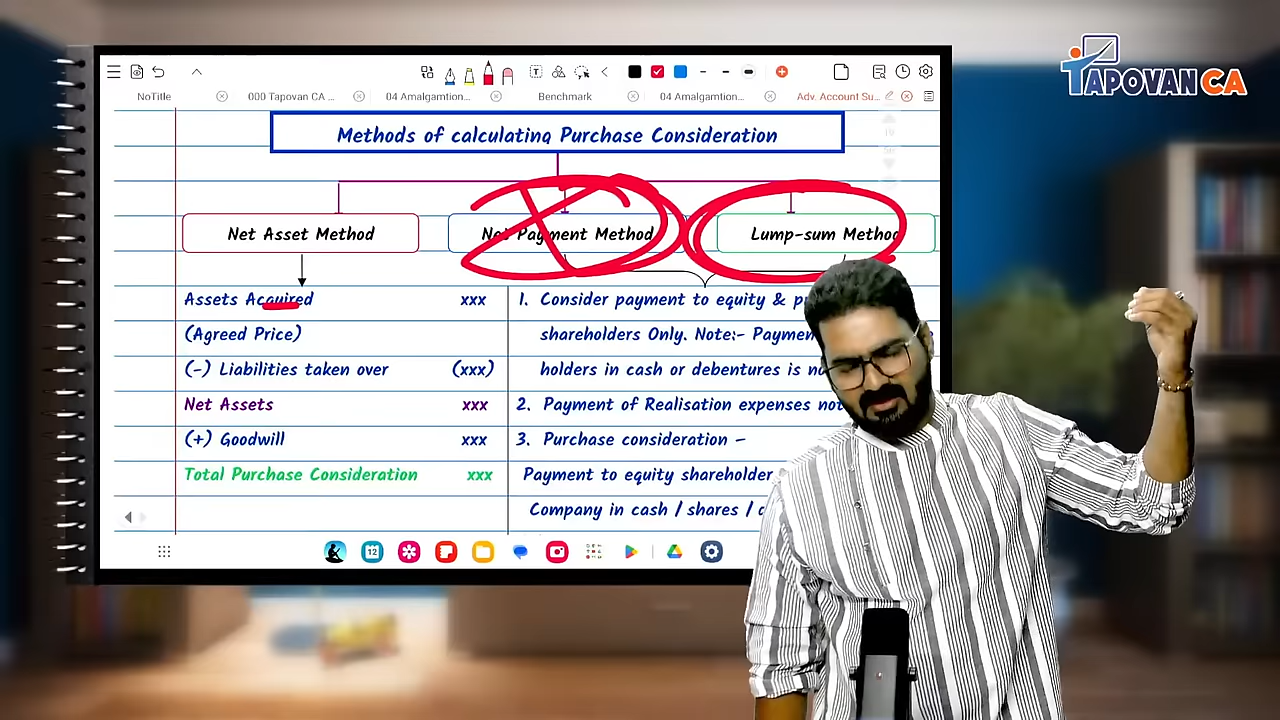 TAPOVAN CA
NoTitle
000 Tapovan CA ...
04 Amalgamtion...
Benchmark
04 Amalgamtion...
Adv. Account Su...
Methods of calculating Purchase Consideration
Net Asset Method
Net Payment Method
Lump-sum Method
Assets Acquired xxx
(Agreed Price)
(-) Liabilities taken over (xxx)
Net Assets xxx
(+) Goodwill xxx
Total Purchase Consideration xxx
1. Consider payment to equity &
shareholders Only. Note:-
holders in cash or debentures is
2. Payment of Realisation expenses
3. Purchase consideration –
Payment to equity shareholder
Company in cash / shares /
12